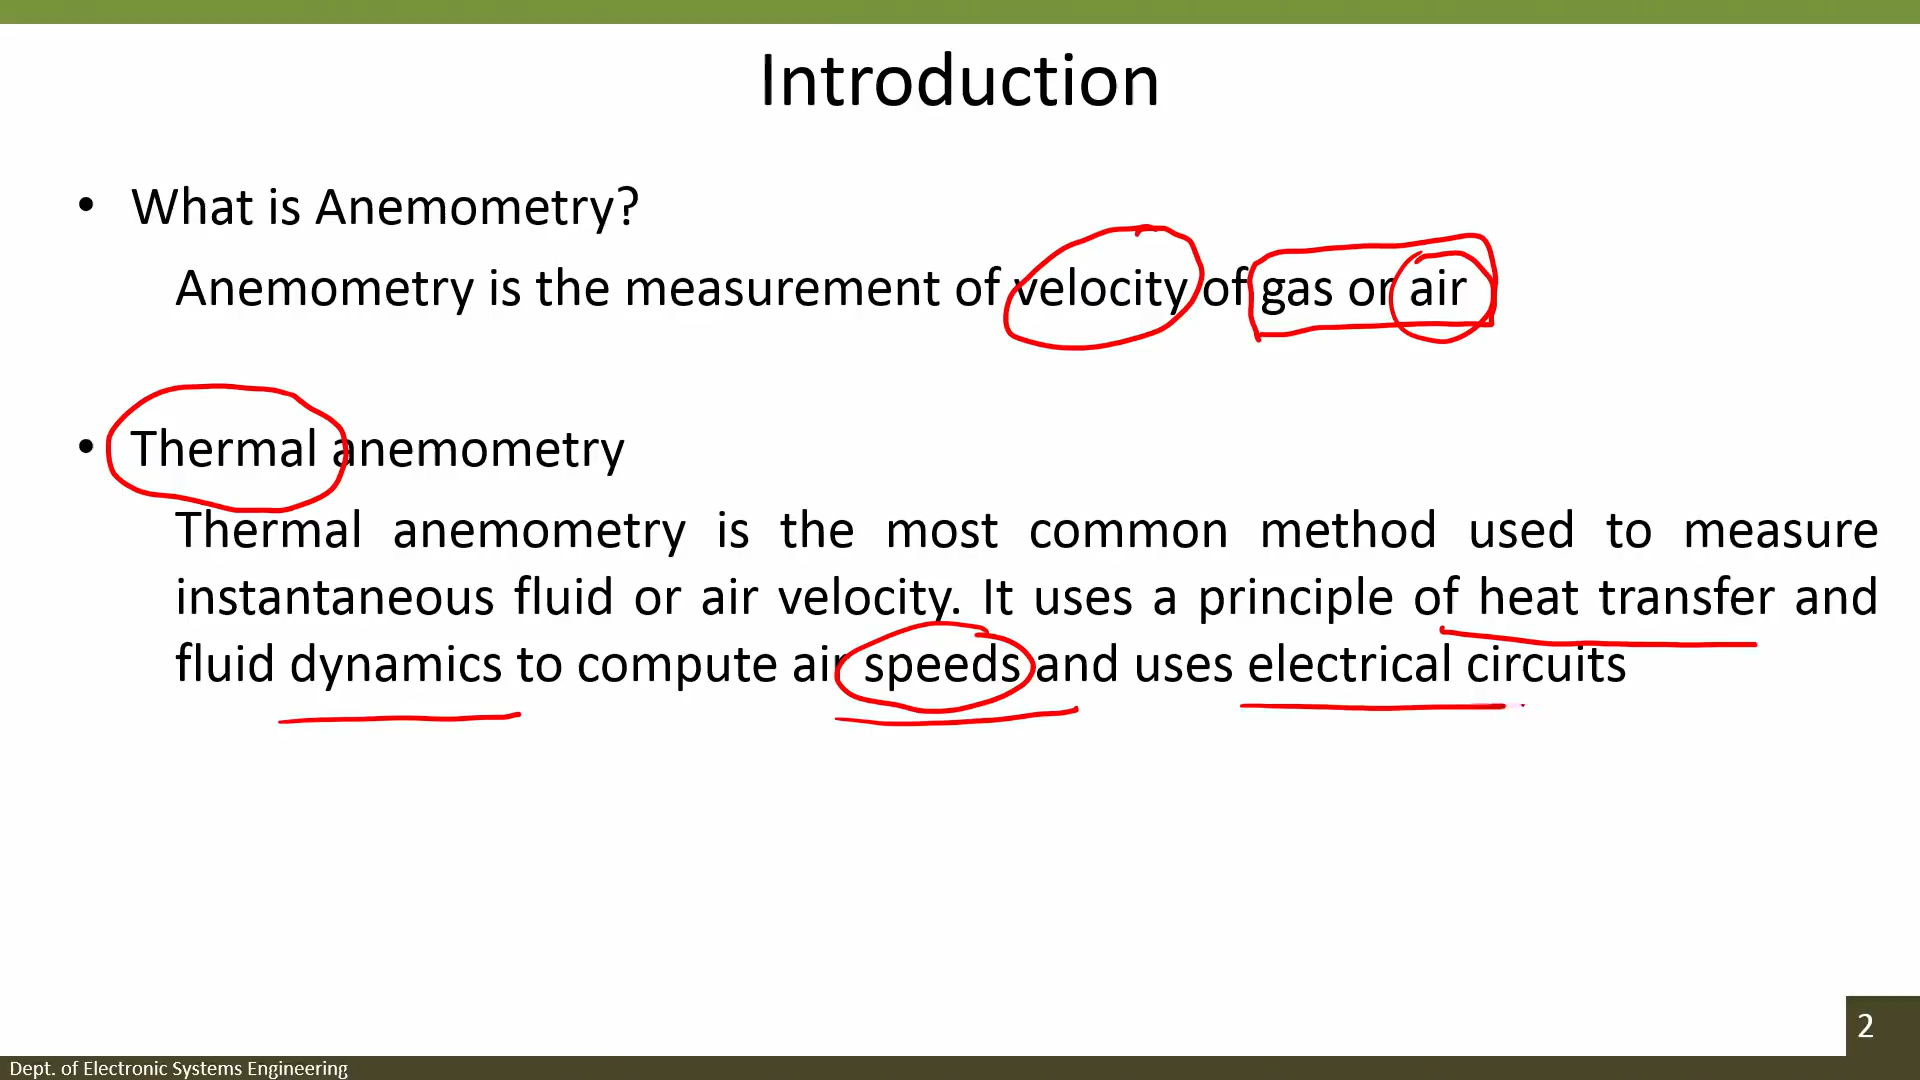 Introduction
• What is Anemometry?
Anemometry is the measurement of velocity of gas or air
• Thermal anemometry
Thermal anemometry is the most common method used to measure
instantaneous fluid or air velocity. It uses a principle of heat transfer and
fluid dynamics to compute air speeds and uses electrical circuits
2
Dept. of Electronic Systems Engineering